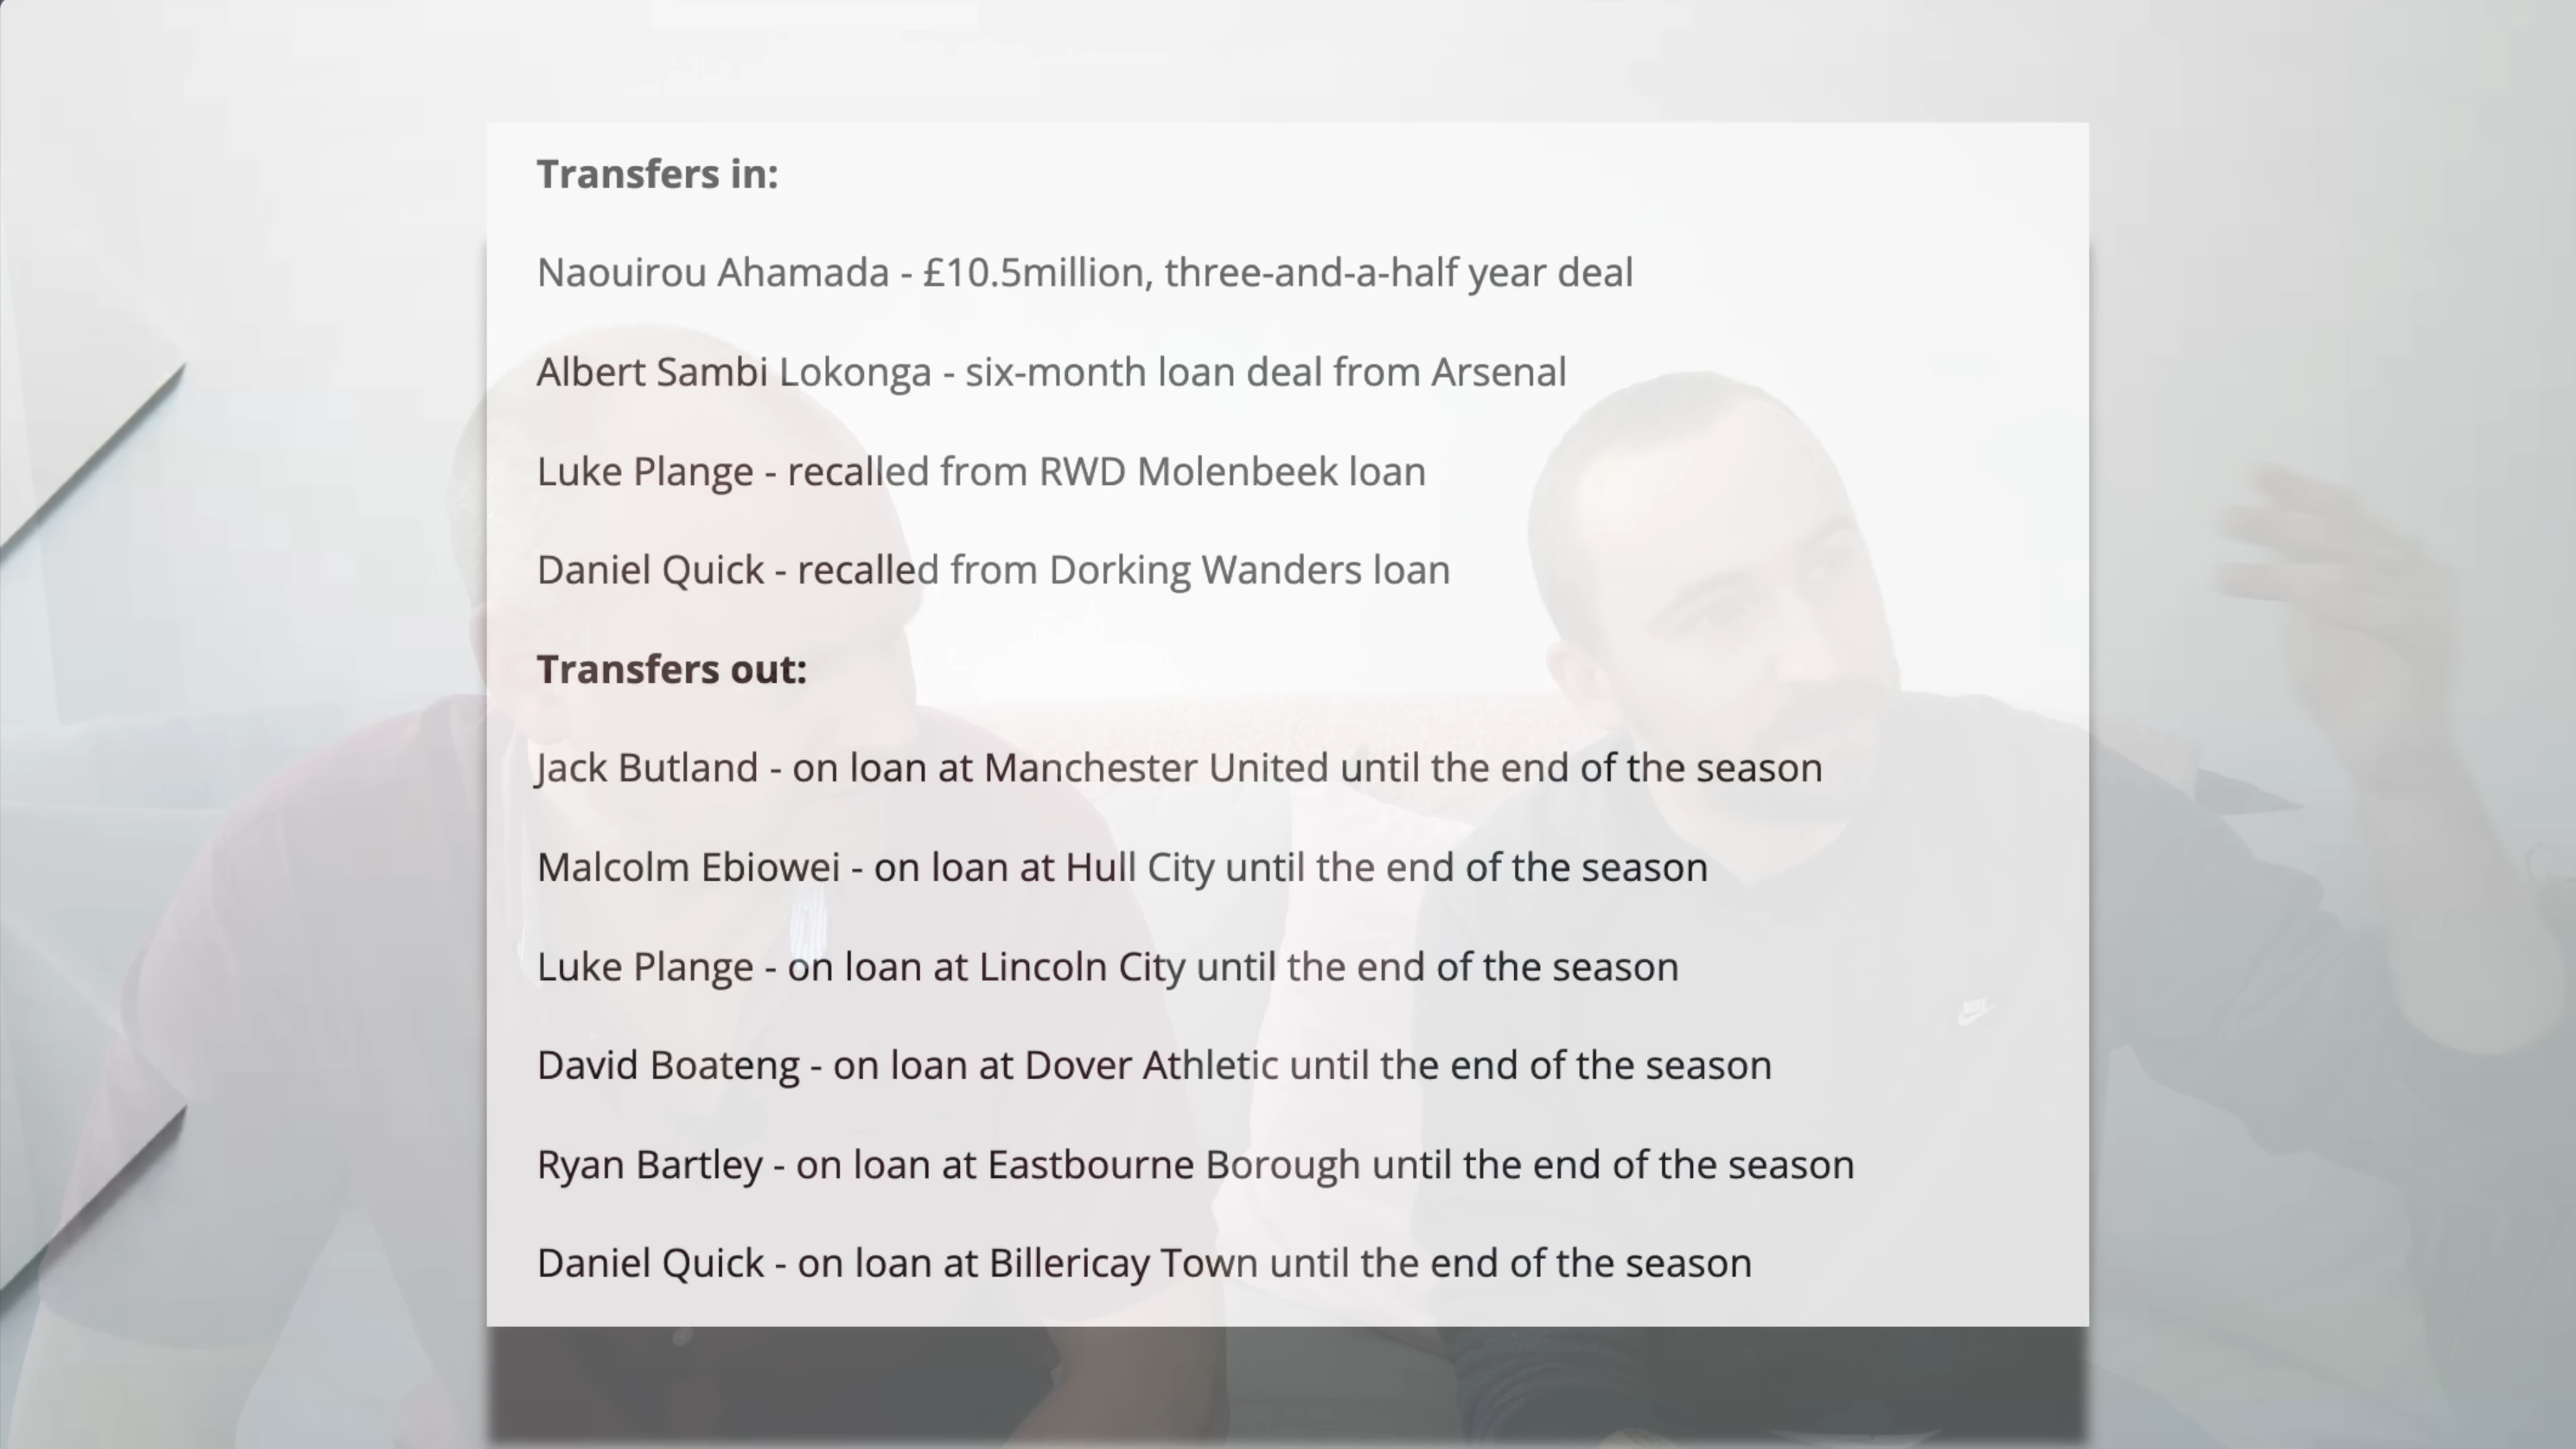 Transfers in:
Naouirou Ahamada - £10.5million, three-and-a-half year deal
Albert Sambi Lokonga - six-month loan deal from Arsenal
Luke Plange - recalled from RWD Molenbeek loan
Daniel Quick - recalled from Dorking Wanders loan
Transfers out:
Jack Butland - on loan at Manchester United until the end of the season
Malcolm Ebiowei - on loan at Hull City until the end of the season
Luke Plange - on loan at Lincoln City until the end of the season
David Boateng - on loan at Dover Athletic until the end of the season
Ryan Bartley - on loan at Eastbourne Borough until the end of the season
Daniel Quick - on loan at Billericay Town until the end of the season